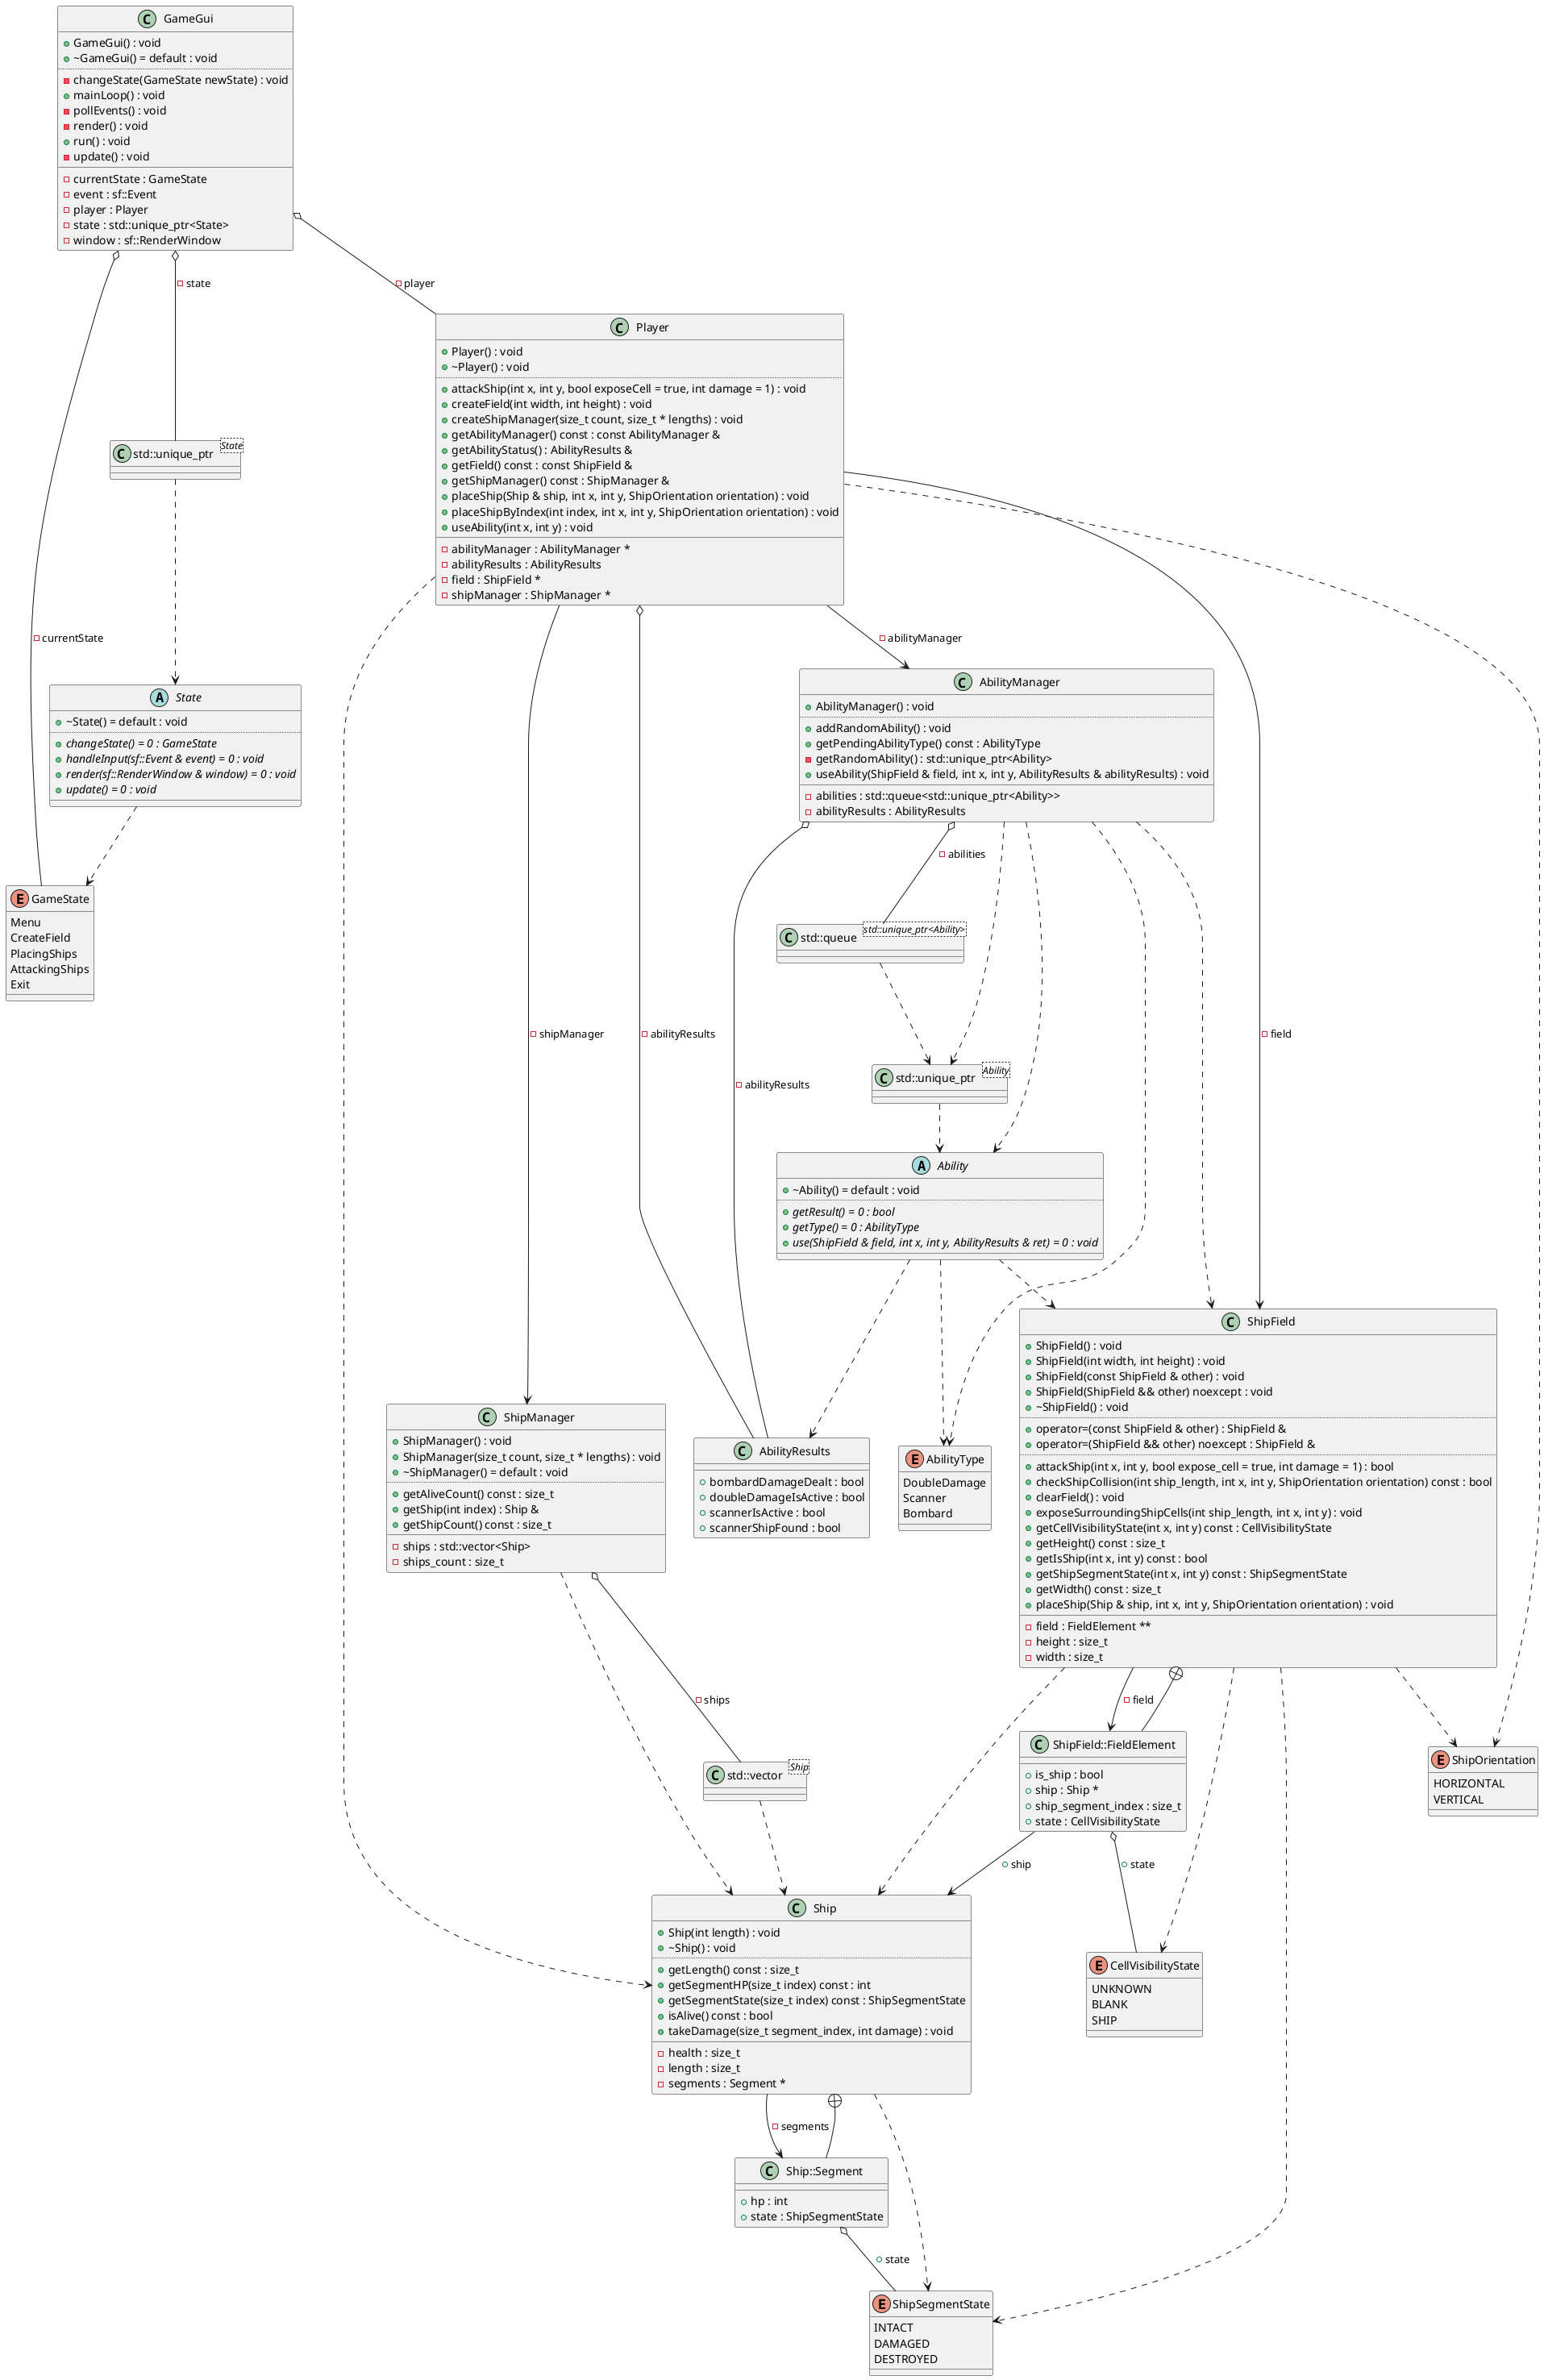 GameGui
GameGui() : void
~GameGui() = default : void
changeState(GameState newState) : void
mainLoop() : void
pollEvents() : void
render() : void
run() : void
update() : void
currentState : GameState
event : sf::Event
player : Player
state : std::unique_ptr<State>
window : sf::RenderWindow
state
player
Player
Player() : void
~Player() : void
attackShip(int x, int y, bool exposeCell = true, int damage = 1) : void
createField(int width, int height) : void
createShipManager(size_t count, size_t * lengths) : void
getAbilityManager() const : const AbilityManager &
getAbilityStatus() : AbilityResults &
getField() const : const ShipField &
getShipManager() const : ShipManager &
placeShip(Ship & ship, int x, int y, ShipOrientation orientation) : void
placeShipByIndex(int index, int x, int y, ShipOrientation orientation) : void
useAbility(int x, int y) : void
abilityManager : AbilityManager *
abilityResults : AbilityResults
field : ShipField *
shipManager : ShipManager *
std::unique_ptr
State
currentState
abilityManager
State
~State() = default : void
changeState() = 0 : GameState
handleInput(sf::Event & event) = 0 : void
render(sf::RenderWindow & window) = 0 : void
update() = 0 : void
AbilityManager
AbilityManager() : void
addRandomAbility() : void
getPendingAbilityType() const : AbilityType
getRandomAbility() : std::unique_ptr<Ability>
useAbility(ShipField & field, int x, int y, AbilityResults & abilityResults) : void
abilities : std::queue<std::unique_ptr<Ability>>
abilityResults : AbilityResults
abilities
GameState
Menu
CreateField
PlacingShips
AttackingShips
Exit
std::queue
std::unique_ptr<Ability>
shipManager
abilityResults
field
std::unique_ptr
Ability
abilityResults
Ability
~Ability() = default : void
getResult() = 0 : bool
getType() = 0 : AbilityType
use(ShipField & field, int x, int y, AbilityResults & ret) = 0 : void
ShipField
ShipField() : void
ShipField(int width, int height) : void
ShipField(const ShipField & other) : void
ShipField(ShipField && other) noexcept : void
~ShipField() : void
operator=(const ShipField & other) : ShipField &
operator=(ShipField && other) noexcept : ShipField &
attackShip(int x, int y, bool expose_cell = true, int damage = 1) : bool
checkShipCollision(int ship_length, int x, int y, ShipOrientation orientation) const : bool
clearField() : void
exposeSurroundingShipCells(int ship_length, int x, int y) : void
getCellVisibilityState(int x, int y) const : CellVisibilityState
getHeight() const : size_t
getIsShip(int x, int y) const : bool
getShipSegmentState(int x, int y) const : ShipSegmentState
getWidth() const : size_t
placeShip(Ship & ship, int x, int y, ShipOrientation orientation) : void
field : FieldElement **
height : size_t
width : size_t
ShipManager
ShipManager() : void
ShipManager(size_t count, size_t * lengths) : void
~ShipManager() = default : void
getAliveCount() const : size_t
getShip(int index) : Ship &
getShipCount() const : size_t
ships : std::vector<Ship>
ships_count : size_t
AbilityResults
bombardDamageDealt : bool
doubleDamageIsActive : bool
scannerIsActive : bool
scannerShipFound : bool
AbilityType
DoubleDamage
Scanner
Bombard
ships
field
std::vector
Ship
ShipField::FieldElement
is_ship : bool
ship : Ship *
ship_segment_index : size_t
state : CellVisibilityState
ShipOrientation
HORIZONTAL
VERTICAL
ship
state
Ship
Ship(int length) : void
~Ship() : void
getLength() const : size_t
getSegmentHP(size_t index) const : int
getSegmentState(size_t index) const : ShipSegmentState
isAlive() const : bool
takeDamage(size_t segment_index, int damage) : void
health : size_t
length : size_t
segments : Segment *
CellVisibilityState
UNKNOWN
BLANK
SHIP
segments
Ship::Segment
hp : int
state : ShipSegmentState
state
ShipSegmentState
INTACT
DAMAGED
DESTROYED